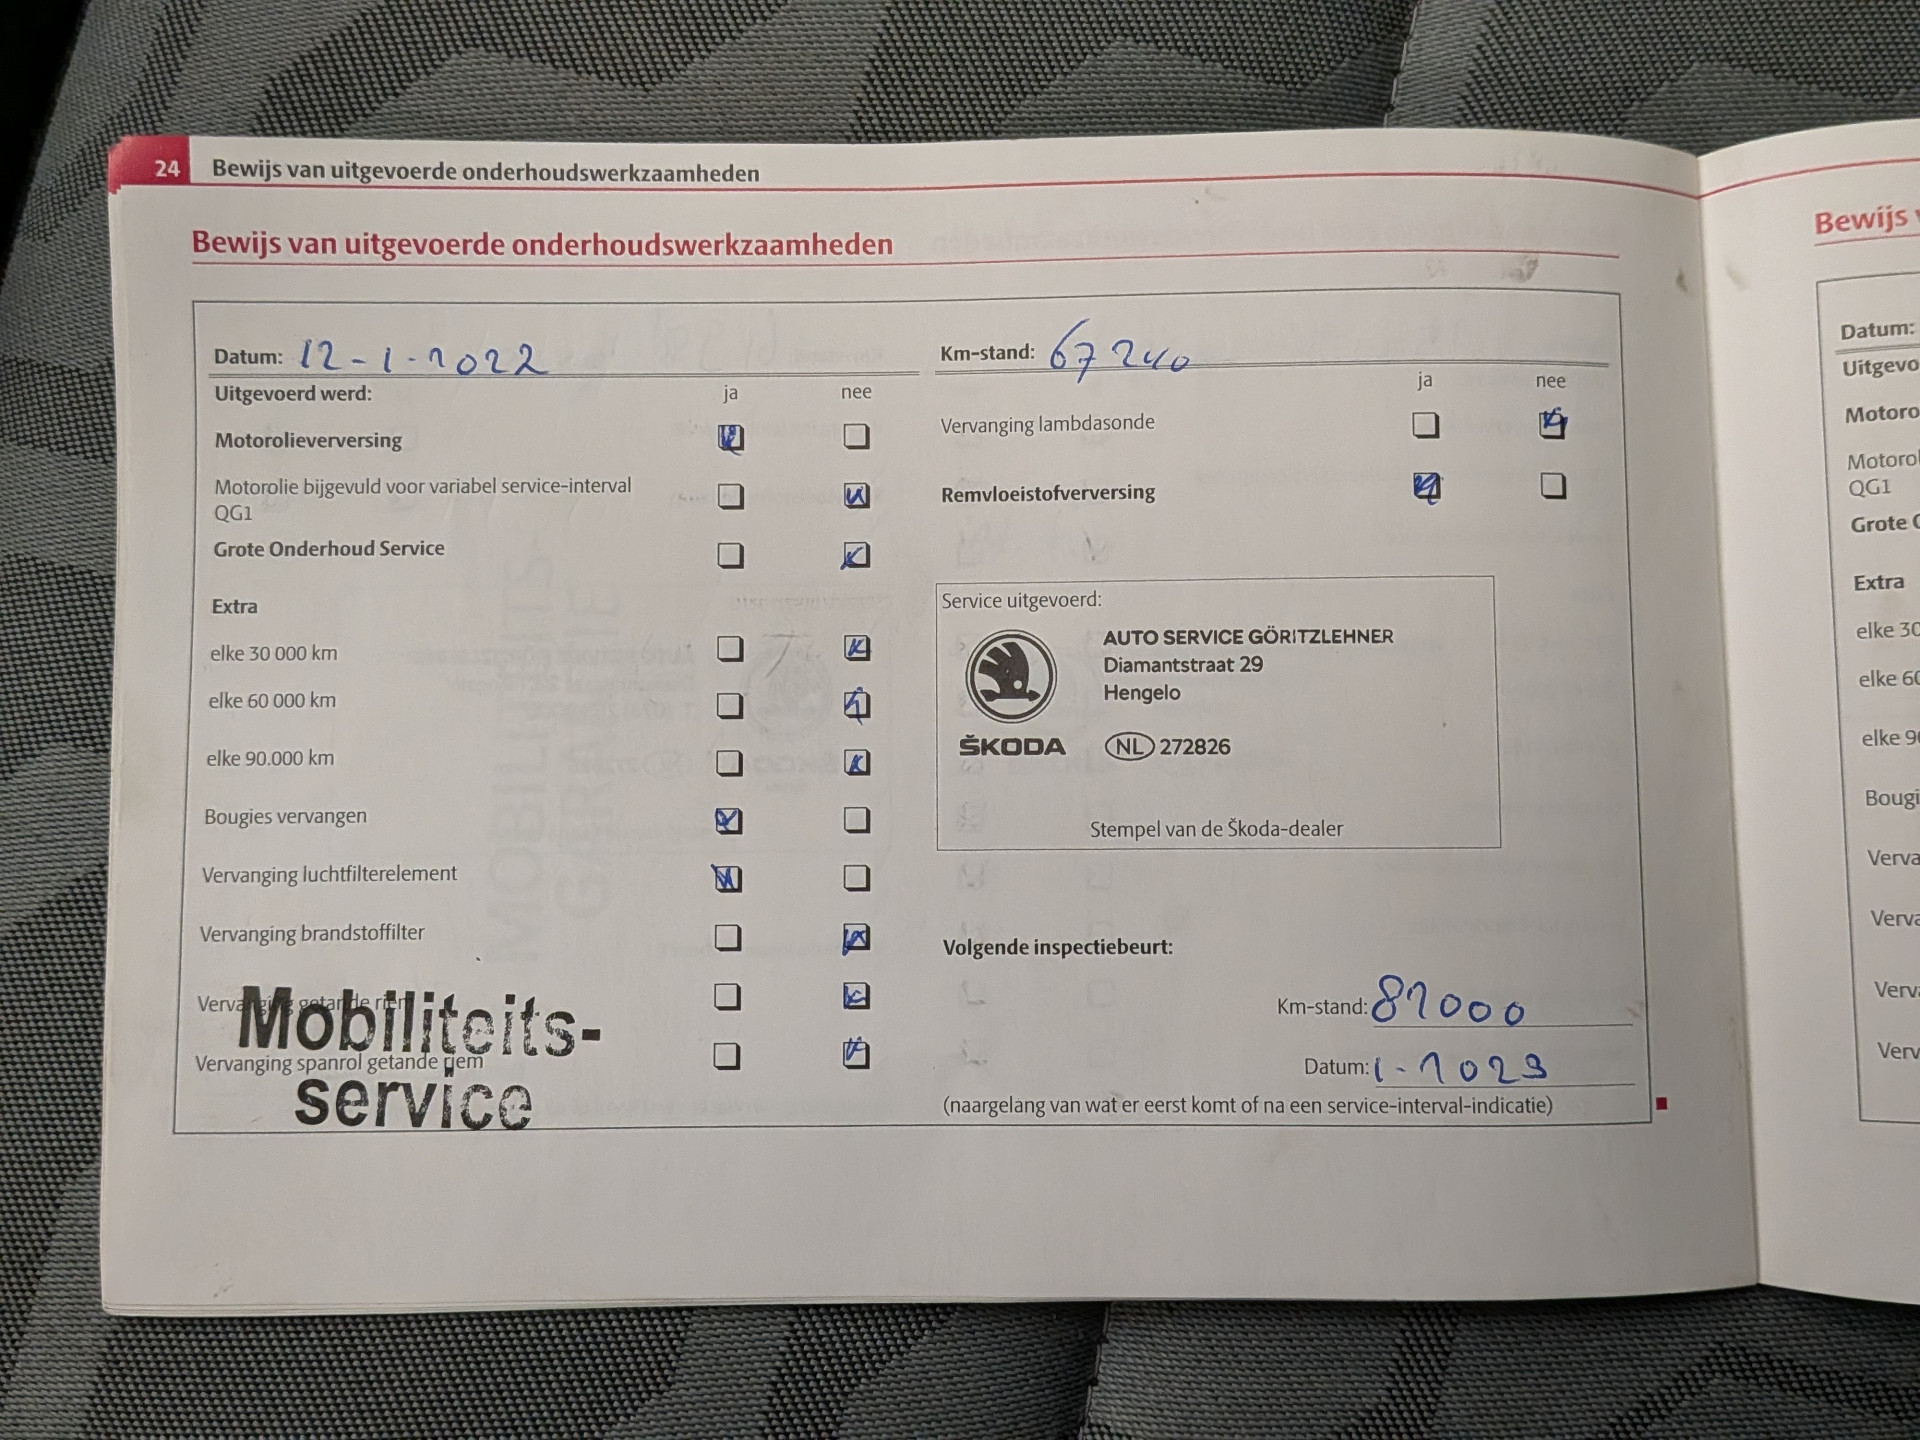 24 Bewijs van uitgevoerde onderhoudswerkzaamheden
Bewijs van uitgevoerde onderhoudswerkzaamheden
Datum: 12-1-2022
Uitgevoerd werd: ja nee
Motorolieverversing
Motorolie bijgevuld voor variabel service-interval
QG1
Grote Onderhoud Service
Extra
elke 30 000 km
elke 60 000 km
elke 90.000 km
Bougies vervangen
Vervanging luchtfilterelement
Vervanging brandstoffilter
Vervanging getande riem
Vervanging spanrol getande riem
Mobiliteits-
service
Km-stand: 67240
ja nee
Vervanging lambdasonde
Remvloeistofverversing
Service uitgevoerd:
AUTO SERVICE GÖRITZLEHNER
Diamantstraat 29
Hengelo
ŠKODA NL 272826
Stempel van de Škoda-dealer
Volgende inspectiebeurt:
Km-stand:
Datum:
(naargelang van wat er eerst komt of na een service-interval-indicatie)
Bewijs
Datum:
Uitgevo
Motoro
Motorol
QG1
Grote
Extra
elke 30
elke 60
elke 90
Bougi
Verva
Verva
Verva
Verv